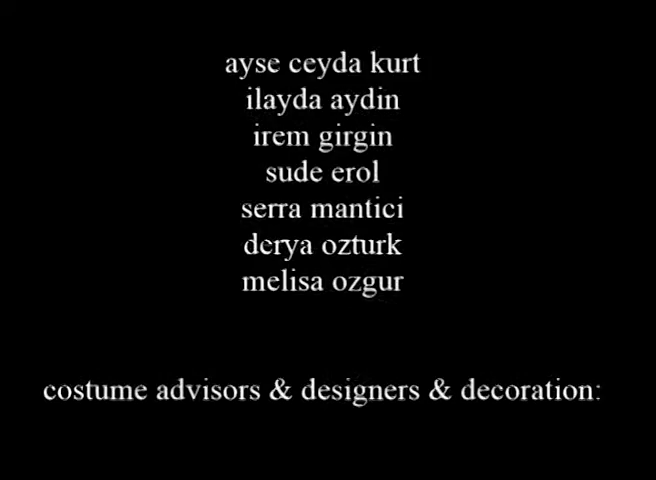 ayse ceyda kurt
ilayda aydin
irem girgin
sude erol
serra mantici
derya ozturk
melisa ozgur
costume advisors & designers & decoration: